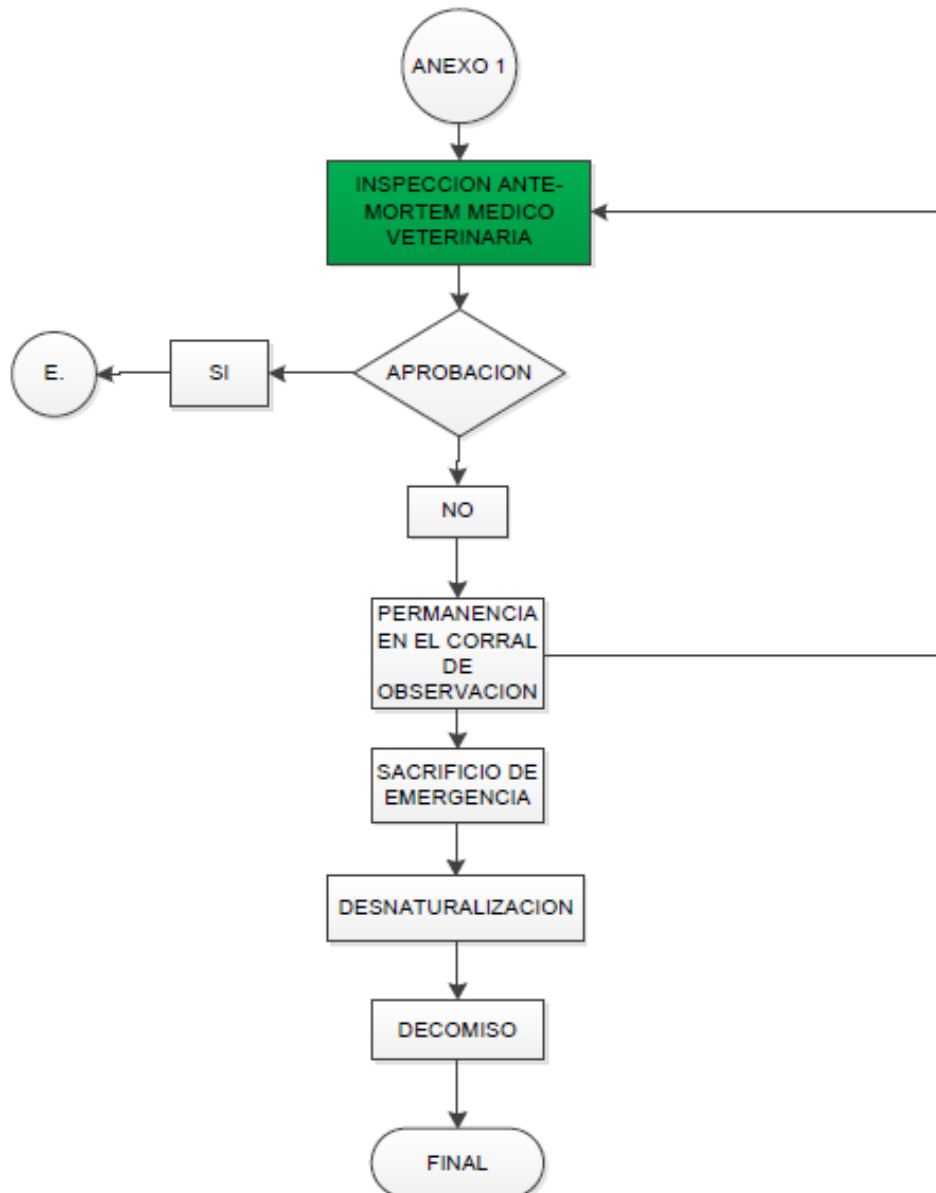 ANEXO 1
INSPECCION ANTE-
MORTEM MEDICO
VETERINARIA
APROBACION
SI
E.
NO
PERMANENCIA
EN EL CORRAL
DE
OBSERVACION
SACRIFICIO DE
EMERGENCIA
DESNATURALIZACION
DECOMISO
FINAL